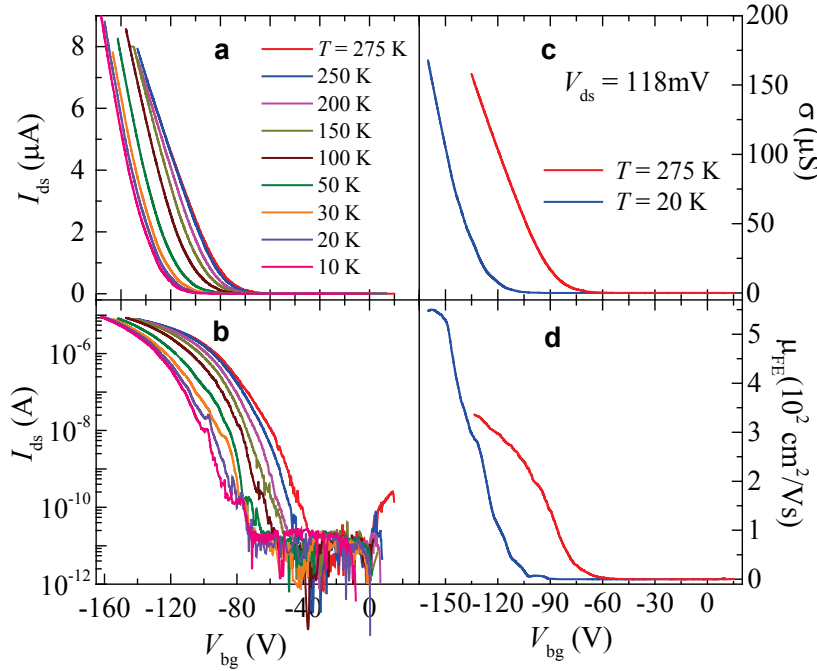 a
T = 275 K
250 K
200 K
150 K
100 K
50 K
30 K
20 K
10 K
8
6
4
2
0
I_ds (μA)
c
V_ds = 118mV
T = 275 K
T = 20 K
200
150
100
50
0
σ (μS)
b
10^-6
10^-8
10^-10
10^-12
I_ds (A)
-160 -120 -80 -40 0
V_bg (V)
d
5
4
3
2
1
0
μ_FE (10^2 cm^2/Vs)
-150 -120 -90 -60 -30 0
V_bg (V)